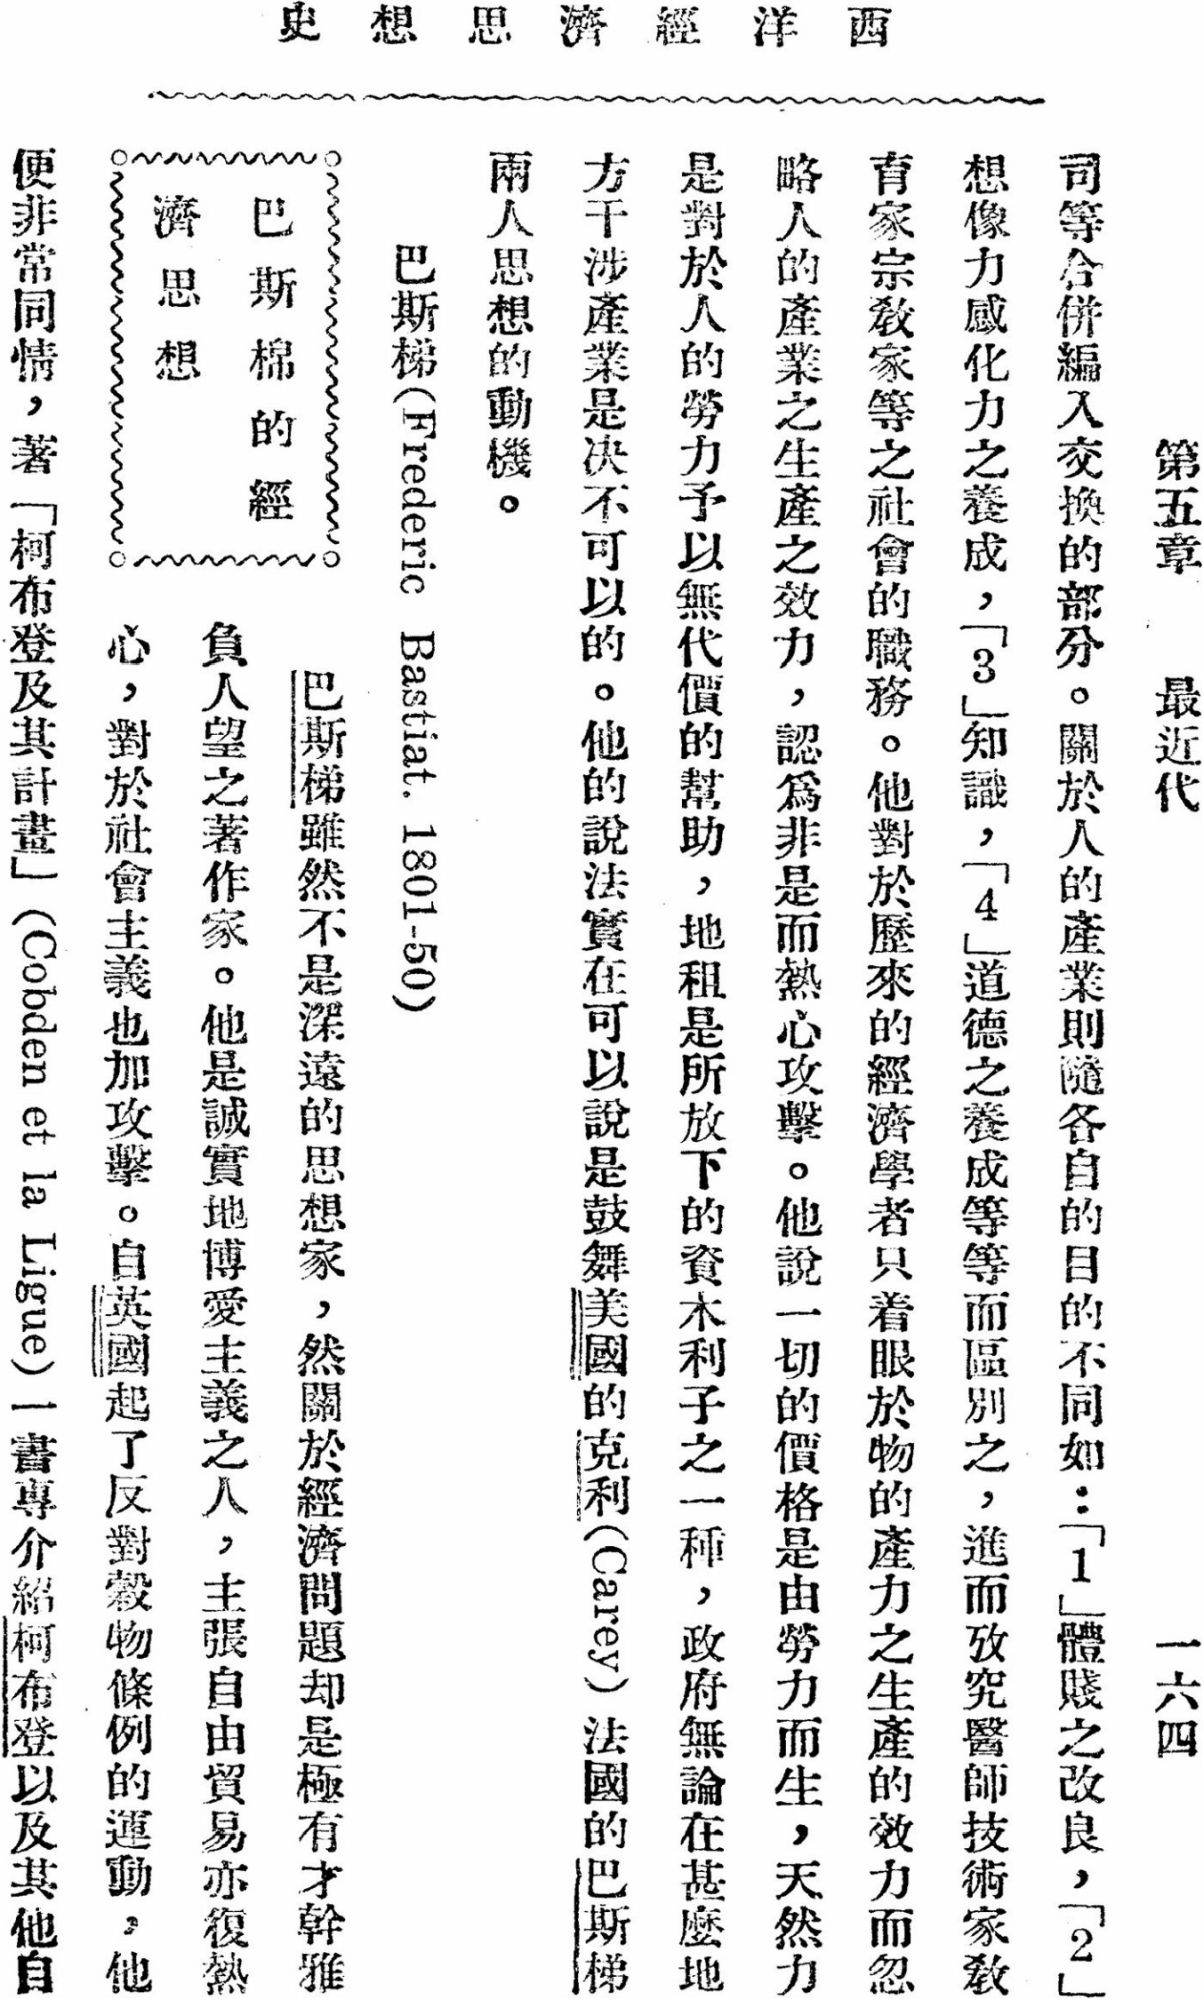 西洋經濟思想史
第五章　最近代　一六四
司等合併編入交換的部分。關於人的產業則隨各自的目的不同如：「1」體賤之改良，「2」
想像力感化力之養成，「3」知識，「4」道德之養成等等而區別之，進而攷究醫師技術家敎
育家宗敎家等之社會的職務。他對於歷來的經濟學者只着眼於物的產力之生產的效力而忽
略人的產業之生產之效力，認爲非是而熱心攻擊。他說一切的價格是由勞力而生，天然力
是對於人的勞力予以無代價的幫助，地租是所放下的資木利子之一種，政府無論在甚麼地
方干涉產業是决不可以的。他的說法實在可以說是鼓舞美國的克利(Carey)法國的巴斯梯
兩人思想的動機。
巴斯梯(Frederic Bastiat. 1801-50)
巴斯棉的經
濟思想
巴斯梯雖然不是深遠的思想家，然關於經濟問題却是極有才幹雅
負人望之著作家。他是誠實地博愛主義之人，主張自由貿易亦復熱
心，對於社會主義也加攻擊。自英國起了反對穀物條例的運動，他
便非常同情，著「柯布登及其計畫」(Cobden et la Ligue)一書專介紹柯布登以及其他自